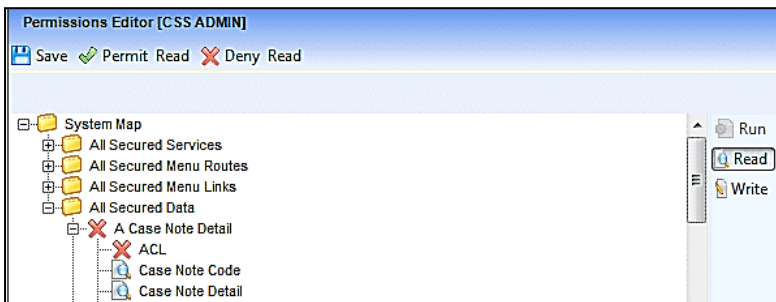 Permissions Editor [CSS ADMIN]
Save Permit Read Deny Read
System Map
All Secured Services
All Secured Menu Routes
All Secured Menu Links
All Secured Data
A Case Note Detail
ACL
Case Note Code
Case Note Detail
Run
Read
Write